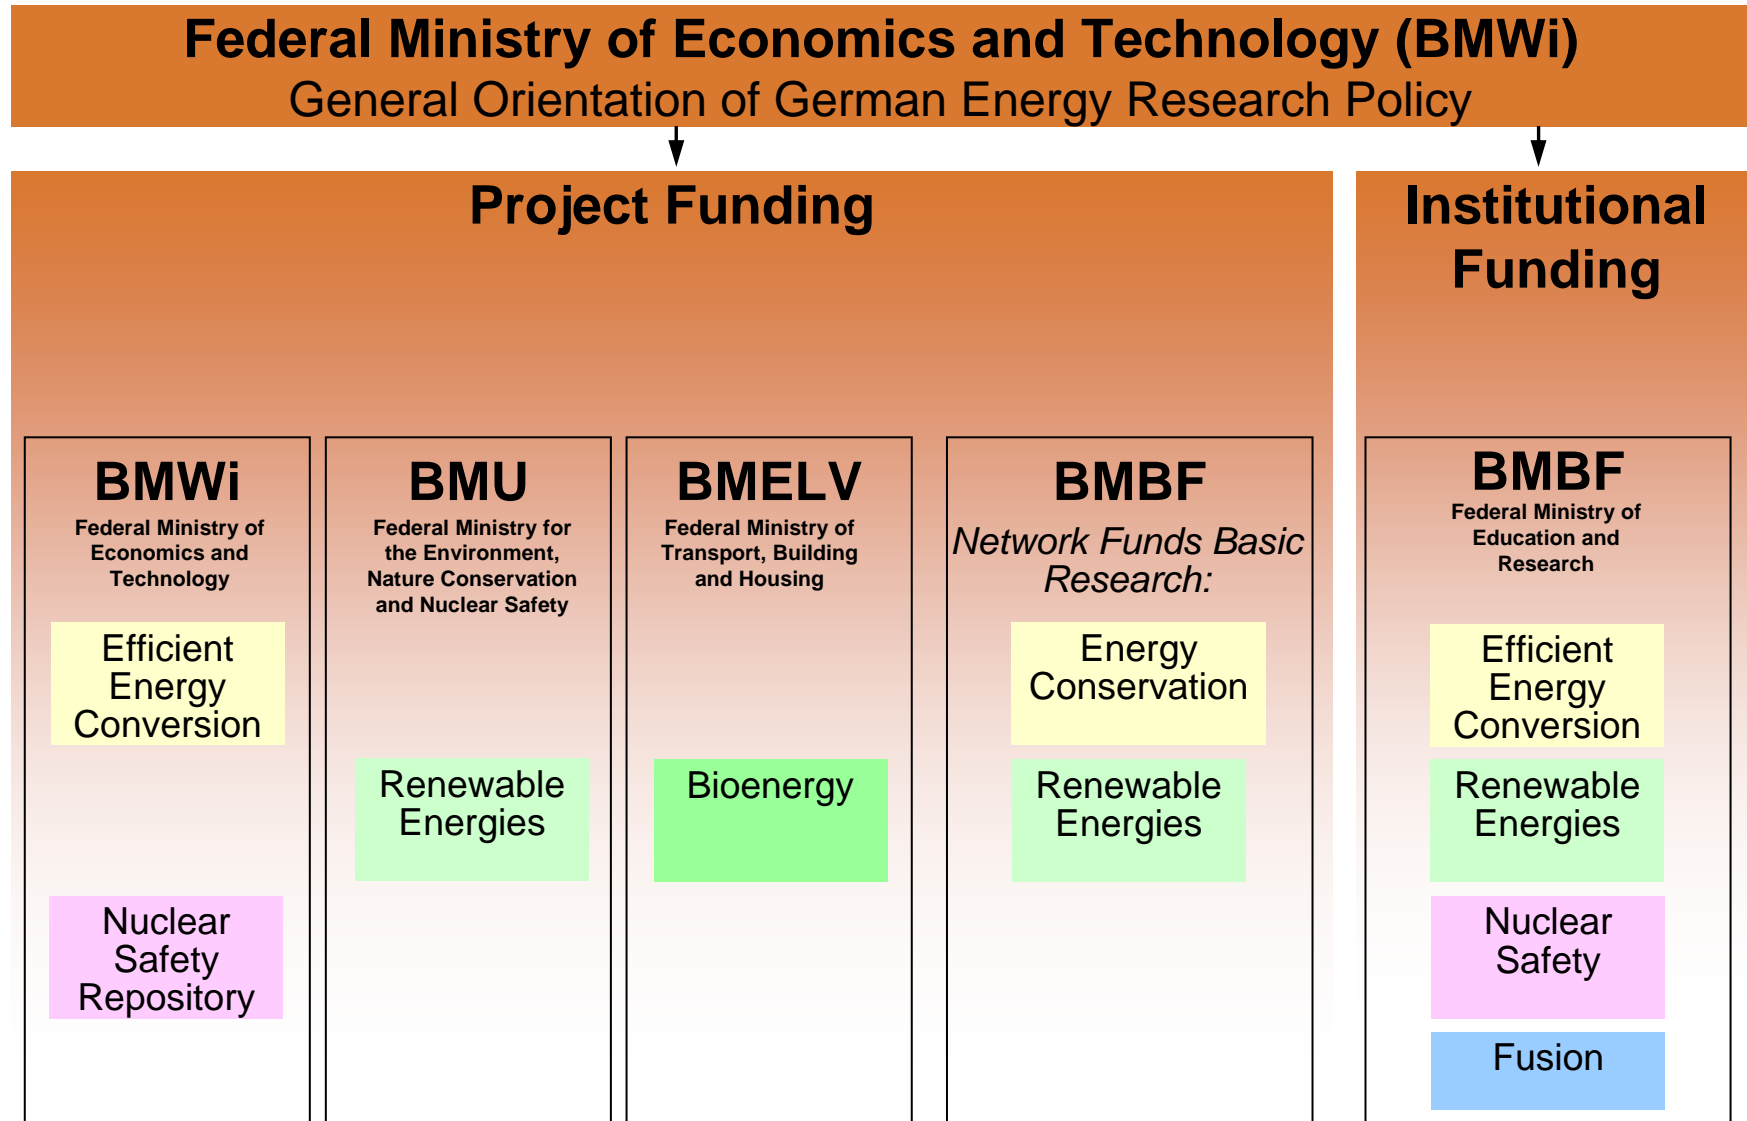 Federal Ministry of Economics and Technology (BMWi)
General Orientation of German Energy Research Policy
Project Funding
Institutional
Funding
BMWi
Federal Ministry of
Economics and
Technology
Efficient
Energy
Conversion
Nuclear
Safety
Repository
BMU
Federal Ministry for
the Environment,
Nature Conservation
and Nuclear Safety
Renewable
Energies
BMELV
Federal Ministry of
Transport, Building
and Housing
Bioenergy
BMBF
Network Funds Basic
Research:
Energy
Conservation
Renewable
Energies
BMBF
Federal Ministry of
Education and
Research
Efficient
Energy
Conversion
Renewable
Energies
Nuclear
Safety
Fusion